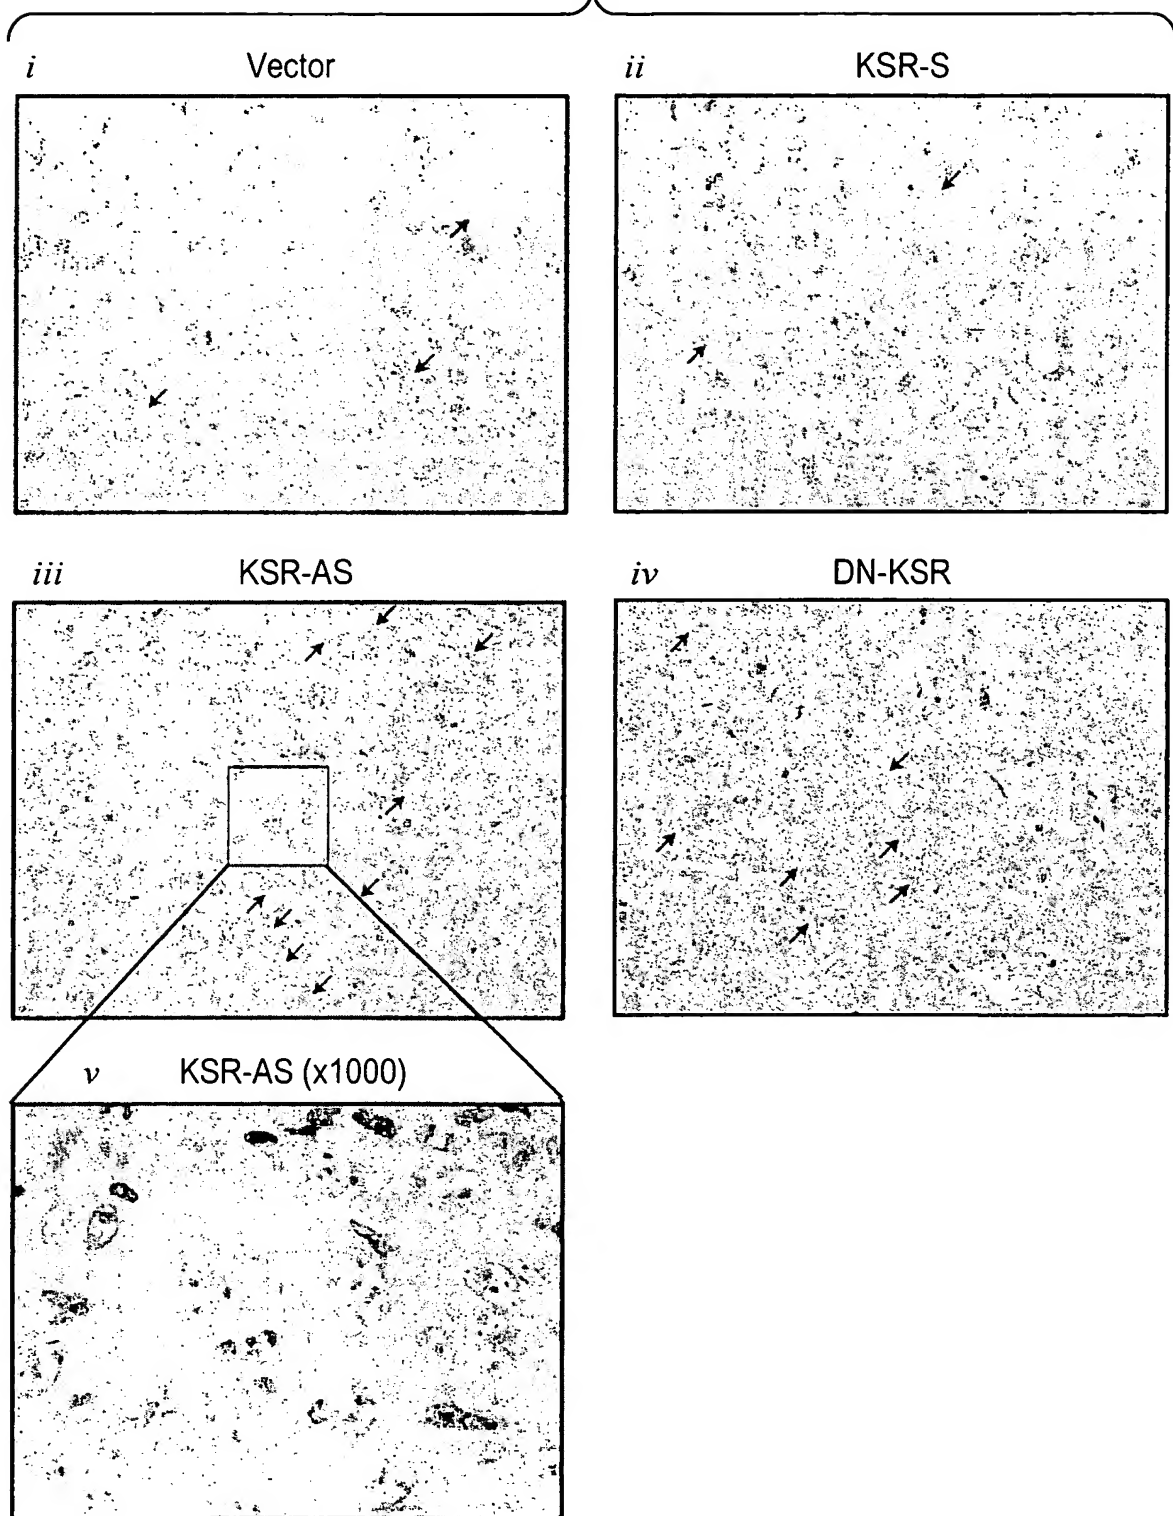 i Vector
ii KSR-S
iii KSR-AS
iv DN-KSR
v KSR-AS (x1000)